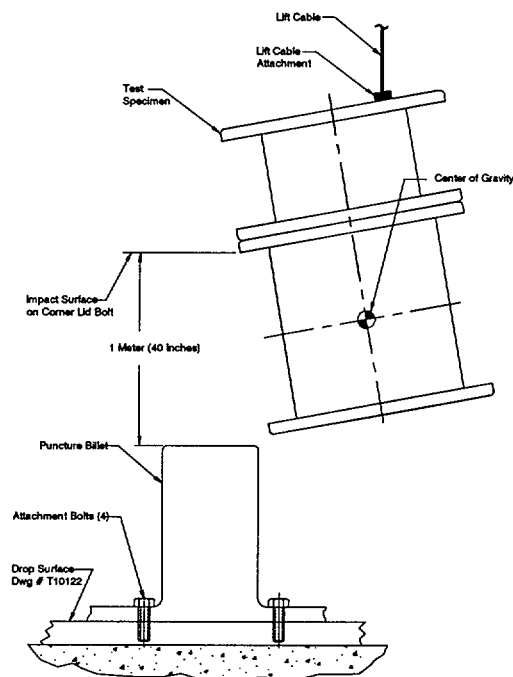 Lift Cable
Lift Cable
Attachment
Test
Specimen
Center of Gravity
Impact Surface
on Corner Lid Bolt
1 Meter (40 Inches)
Puncture Billet
Attachment Bolts (4)
Drop Surface
Dwg # T10122